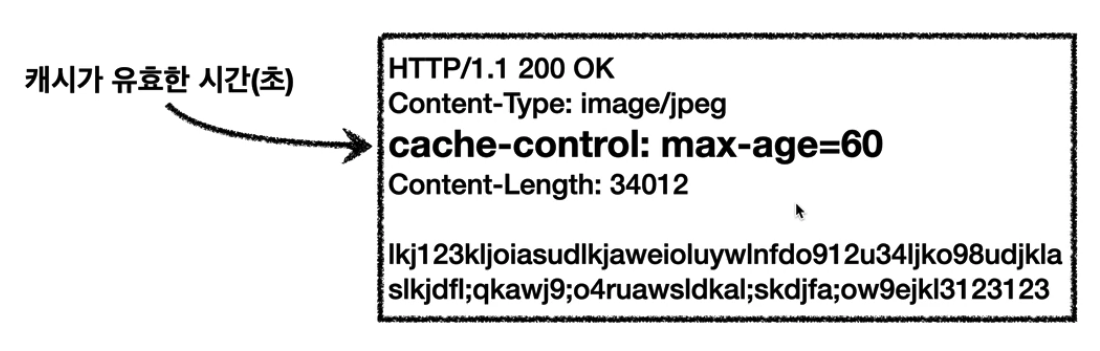 캐시가 유효한 시간(초)
HTTP/1.1 200 OK
Content-Type: image/jpeg
cache-control: max-age=60
Content-Length: 34012
lkj123kljoiasudlkjaweioluywlnfdo912u34ljko98udjkla
slkjdfl;qkawj9;o4ruawsldkal;skdjfa;ow9ejkl3123123